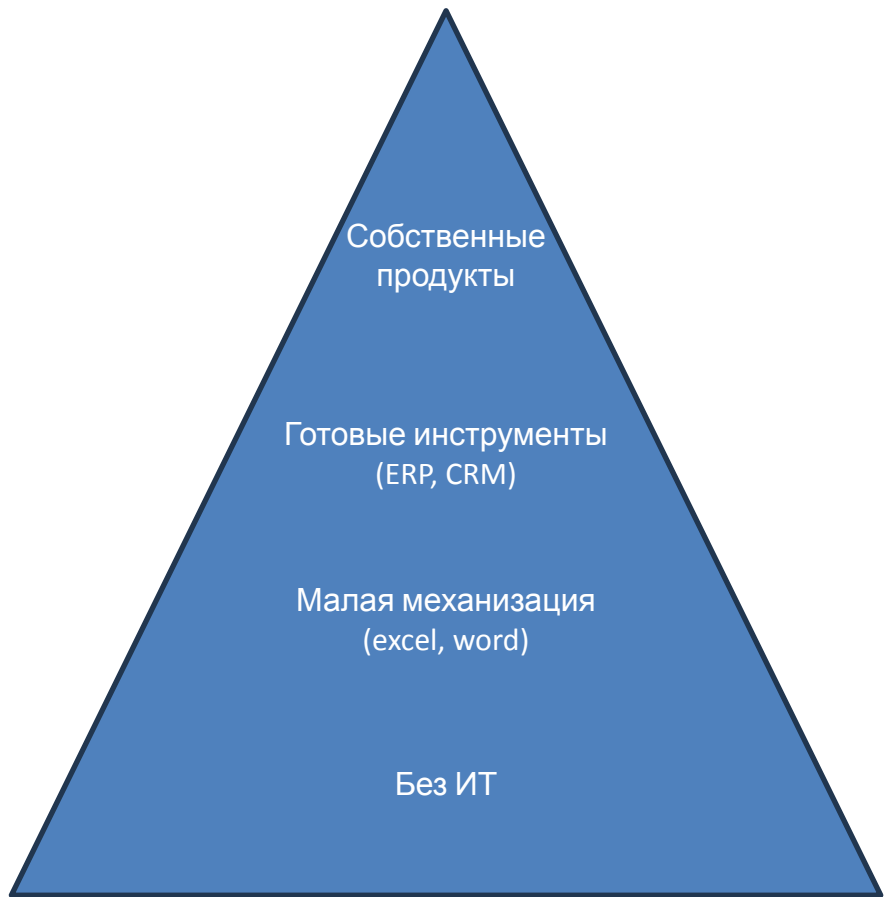 Собственные
продукты
Готовые инструменты
(ERP, CRM)
Малая механизация
(excel, word)
Без ИТ